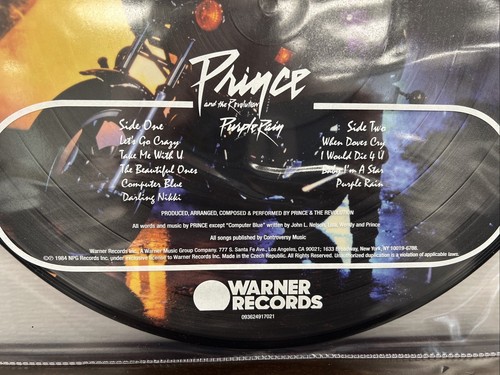 Prince
and the Revolution
Purple Rain
Side One
Let's Go Crazy
Take Me With U
The Beautiful Ones
Computer Blue
Darling Nikki
Side Two
When Doves Cry
I Would Die 4 U
Baby I'm A Star
Purple Rain
PRODUCED, ARRANGED, COMPOSED & PERFORMED BY PRINCE & THE REVOLUTION
All words and music by PRINCE except "Computer Blue" written by John L. Nelson, and Prince
All songs published by Controversy Music
Warner Records Inc., A Warner Music Group Company. 777 S. Santa Fe Ave., Los Angeles, CA 90021; 1633 Broadway, New York, NY 10019-6786.
©℗ 1984 NPG Records Inc. under exclusive license to Warner Records Inc. Made in the Czech Republic. All Rights Reserved. Unauthorized duplication is a violation of applicable laws.
WARNER
RECORDS
093624917021